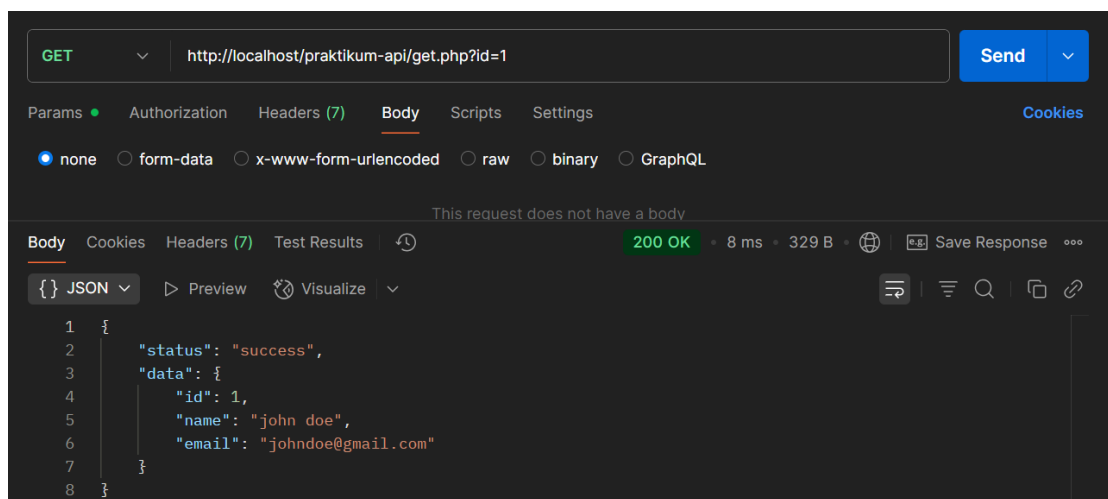 GET http://localhost/praktikum-api/get.php?id=1 Send
Params Authorization Headers (7) Body Scripts Settings Cookies
none form-data x-www-form-urlencoded raw binary GraphQL
This request does not have a body
Body Cookies Headers (7) Test Results 200 OK • 8 ms • 329 B • e.g. Save Response
{} JSON Preview Visualize
1 {
2 "status": "success",
3 "data": {
4 "id": 1,
5 "name": "john doe",
6 "email": "johndoe@gmail.com"
7 }
8 }